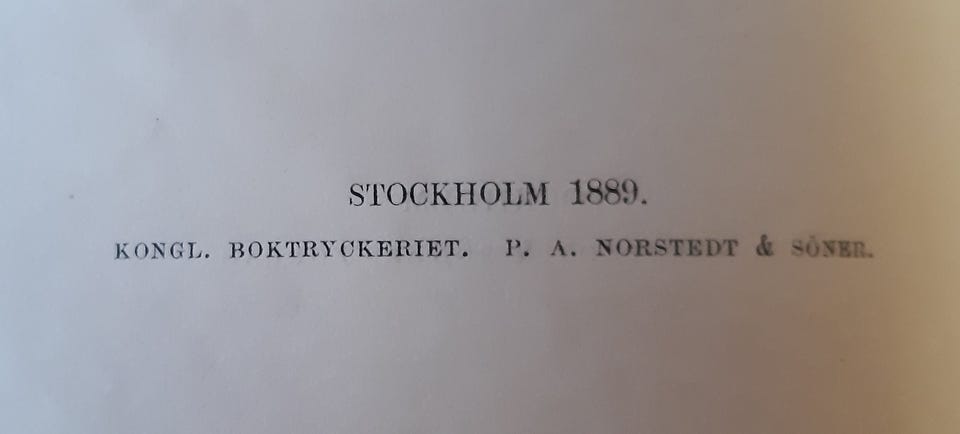 STOCKHOLM 1889.
KONGL. BOKTRYCKERIET. P. A. NORSTEDT & SÖNER.